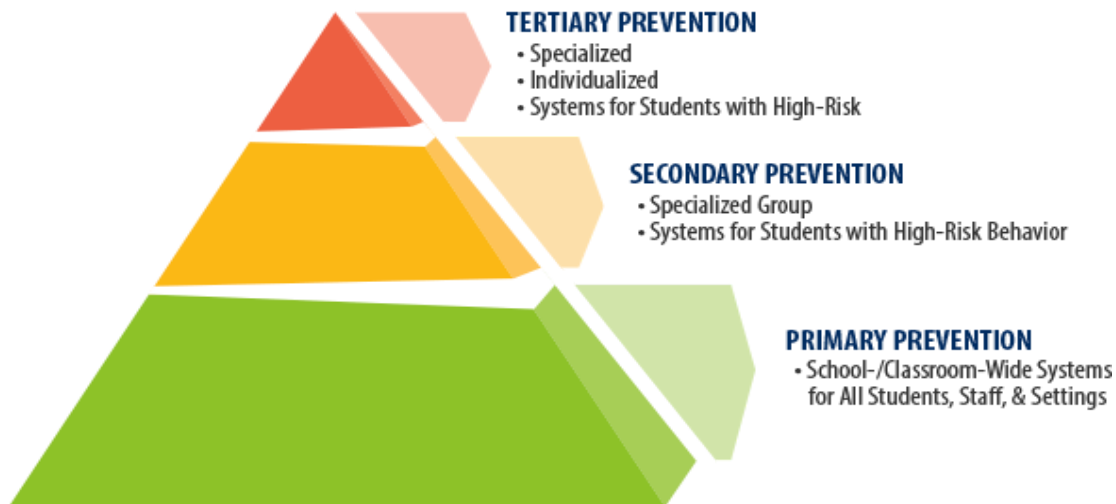 TERTIARY PREVENTION
• Specialized
• Individualized
• Systems for Students with High-Risk
SECONDARY PREVENTION
• Specialized Group
• Systems for Students with High-Risk Behavior
PRIMARY PREVENTION
• School-/Classroom-Wide Systems
for All Students, Staff, & Settings